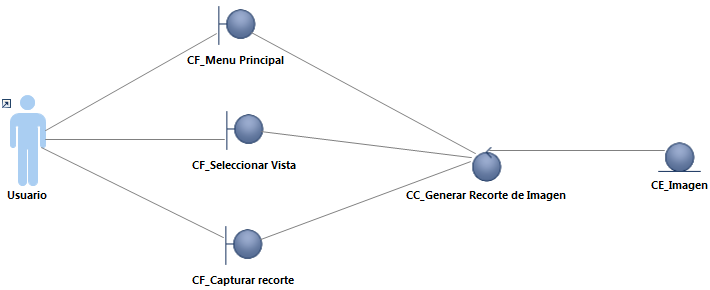 CF_Menu Principal
CF_Seleccionar Vista
Usuario
CC_Generar Recorte de Imagen
CE_Imagen
CF_Capturar recorte